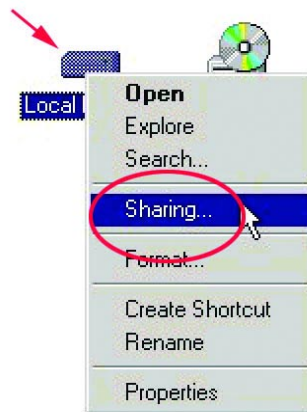 Local
Open
Explore
Search...
Sharing...
Format...
Create Shortcut
Rename
Properties